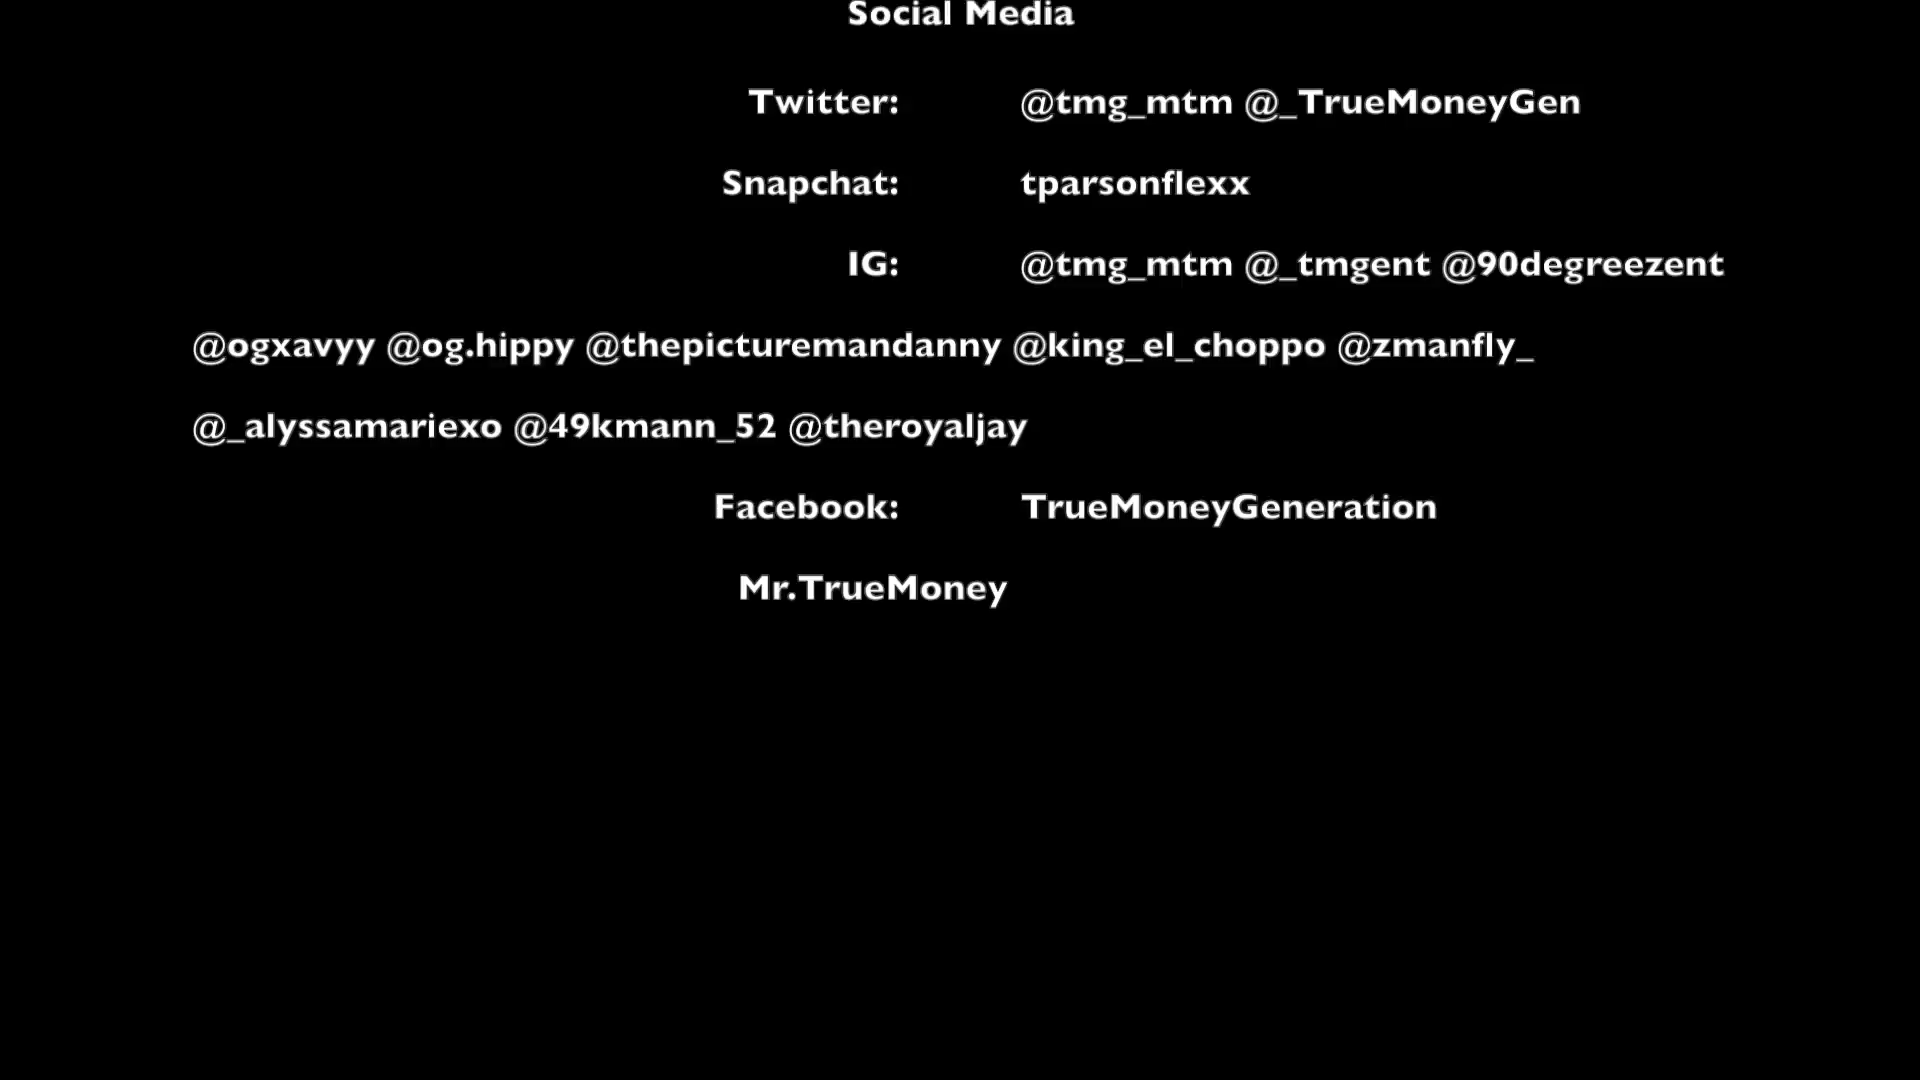 Social Media
Twitter: @tmg_mtm @_TrueMoneyGen
Snapchat: tparsonflexx
IG: @tmg_mtm @_tmgent @90degreezent
@ogxavyy @og.hippy @thepicturemandanny @king_el_choppo @zmanfly_
@_alyssamariexo @49kmann_52 @theroyaljay
Facebook: TrueMoneyGeneration
Mr.TrueMoney